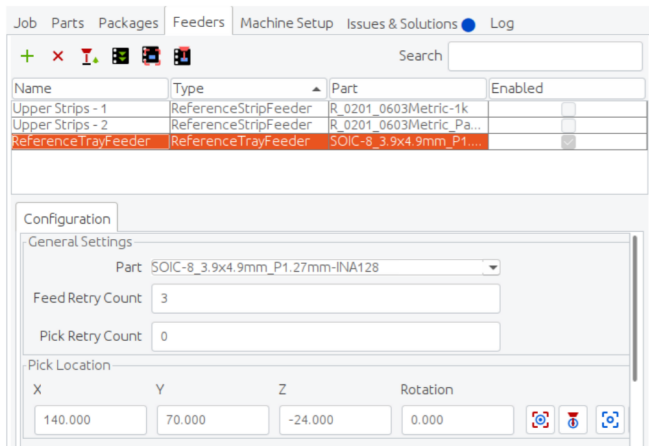 Job Parts Packages Feeders Machine Setup Issues & Solutions Log
Search
Name Type Part Enabled
Upper Strips - 1 ReferenceStripFeeder R_0201_0603Metric-1k
Upper Strips - 2 ReferenceStripFeeder R_0201_0603Metric_Pa...
ReferenceTrayFeeder ReferenceTrayFeeder SOIC-8_3.9x4.9mm_P1....
Configuration
General Settings
Part SOIC-8_3.9x4.9mm_P1.27mm-INA128
Feed Retry Count 3
Pick Retry Count 0
Pick Location
X Y Z Rotation
140.000 70.000 -24.000 0.000